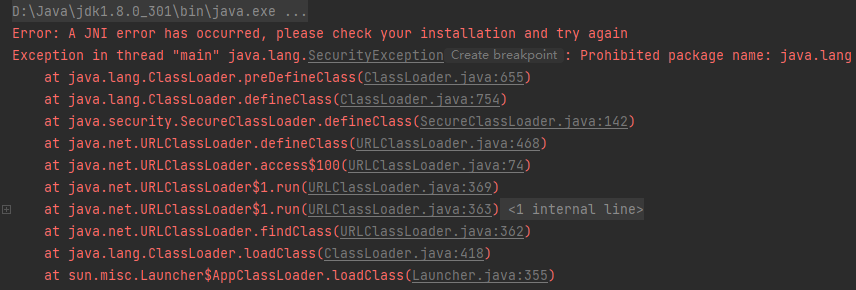 D:\Java\jdk1.8.0_301\bin\java.exe ...
Error: A JNI error has occurred, please check your installation and try again
Exception in thread "main" java.lang.SecurityException Create breakpoint : Prohibited package name: java.lang
at java.lang.ClassLoader.preDefineClass(ClassLoader.java:655)
at java.lang.ClassLoader.defineClass(ClassLoader.java:754)
at java.security.SecureClassLoader.defineClass(SecureClassLoader.java:142)
at java.net.URLClassLoader.defineClass(URLClassLoader.java:468)
at java.net.URLClassLoader.access$100(URLClassLoader.java:74)
at java.net.URLClassLoader$1.run(URLClassLoader.java:369)
at java.net.URLClassLoader$1.run(URLClassLoader.java:363) <1 internal line>
at java.net.URLClassLoader.findClass(URLClassLoader.java:362)
at java.lang.ClassLoader.loadClass(ClassLoader.java:418)
at sun.misc.Launcher$AppClassLoader.loadClass(Launcher.java:355)